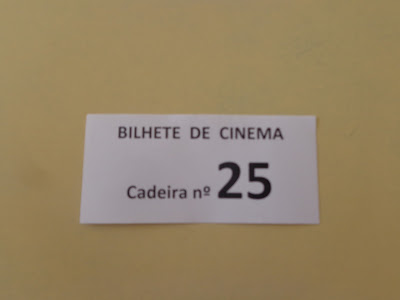 BILHETE DE CINEMA
Cadeira nº 25